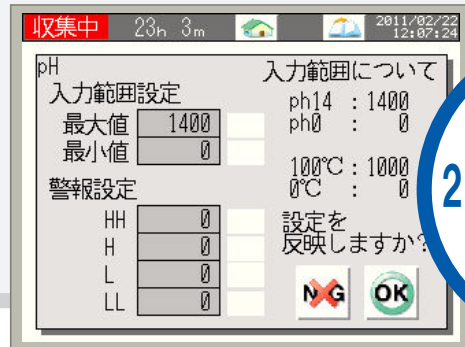 収集中 23h 3m 2011/02/22
12:07:24
pH
入力範囲設定
最大値 1400
最小値 0
警報設定
HH 0
H 0
L 0
LL 0
入力範囲について
ph14 : 1400
ph0 : 0
100℃ : 1000
0℃ : 0
設定を
反映しますか?
NG OK
2